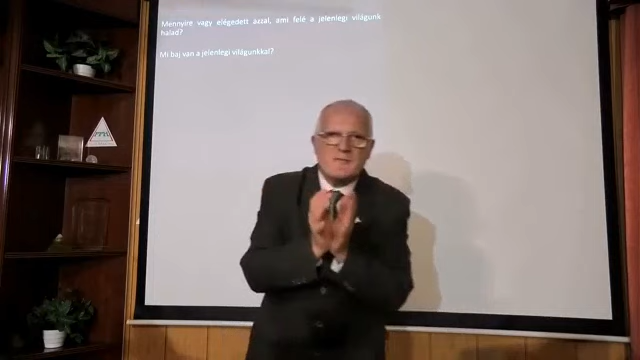 Mennyire vagy elégedett azzal, ami felé a jelenlegi világunk
halad?
Mi baj van a jelenlegi világunkkal?